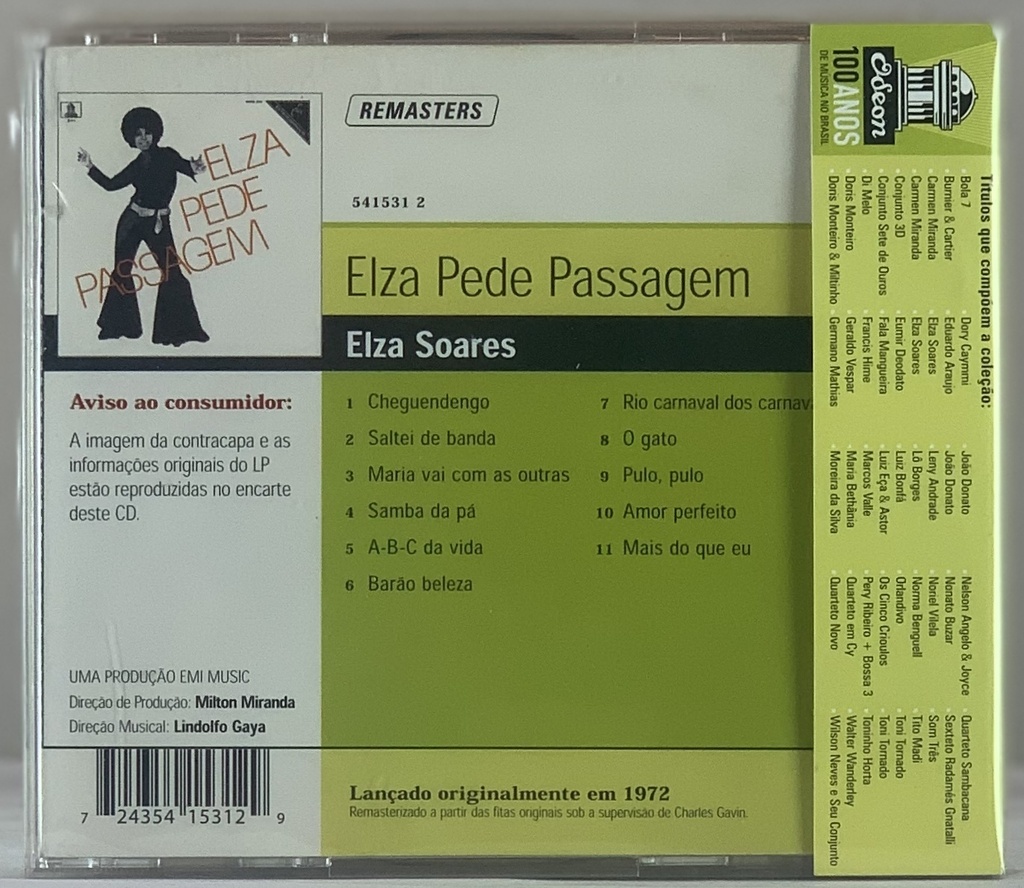 ELZA
PEDE
PASSAGEM
REMASTERS
541531 2
Elza Pede Passagem
Elza Soares
Aviso ao consumidor:
A imagem da contracapa e as
informações originais do LP
estão reproduzidas no encarte
deste CD.
1 Cheguendengo
2 Saltei de banda
3 Maria vai com as outras
4 Samba da pá
5 A-B-C da vida
6 Barão beleza
7 Rio carnaval dos carnav
8 O gato
9 Pulo, pulo
10 Amor perfeito
11 Mais do que eu
UMA PRODUÇÃO EMI MUSIC
Direção de Produção: Milton Miranda
Direção Musical: Lindolfo Gaya
7 24354 15312 9
Lançado originalmente em 1972
Remasterizado a partir das fitas originais sob a supervisão de Charles Gavin.
Odeon
100 ANOS
DE MÚSICA NO BRASIL
Títulos que compõem a coleção:
• Bola 7
• Burnier & Cartier
• Carmen Miranda
• Carmen Miranda
• Conjunto 3D
• Conjunto Sete de Ouros
• Di Melo
• Doris Monteiro
• Doris Monteiro & Miltinho
• Dory Caymmi
• Eduardo Araujo
• Elza Soares
• Elza Soares
• Eumir Deodato
• Fala Mangueira
• Francis Hime
• Geraldo Vespar
• Germano Mathias
• João Donato
• João Donato
• Leny Andrade
• Lô Borges
• Luiz Bonfá
• Luiz Eça & Astor
• Marcos Valle
• Maria Bethânia
• Moreira da Silva
• Nelson Angelo & Joyce
• Nonato Buzar
• Noriel Vilela
• Norma Benguell
• Orlandivo
• Os Cinco Crioulos
• Pery Ribeiro + Bossa 3
• Quarteto em Cy
• Quarteto Novo
• Quarteto Sambacana
• Sexteto Radamés Gnatalli
• Som Três
• Tito Madi
• Toni Tornado
• Toni Tornado
• Toninho Horta
• Walter Wanderley
• Wilson Neves e Seu Conjunto